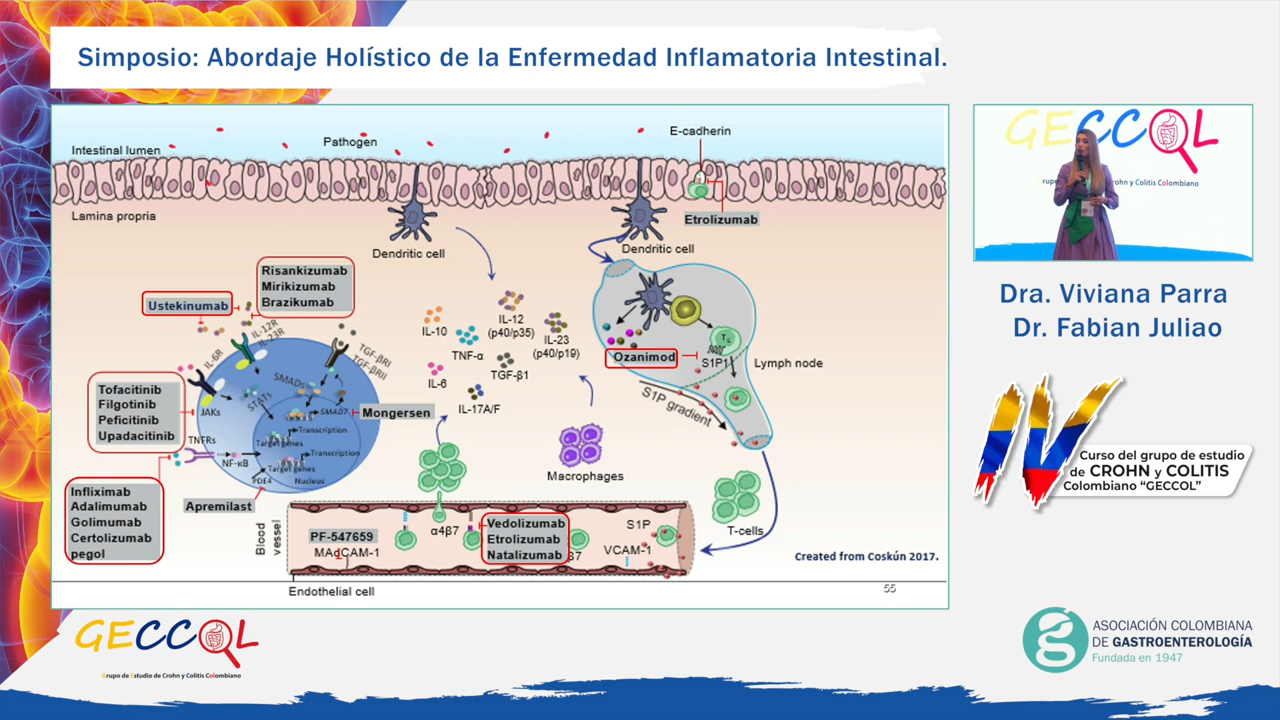 Simposio: Abordaje Holístico de la Enfermedad Inflamatoria Intestinal.
Intestinal lumen
Pathogen
E-cadherin
Lamina propria
Etrolizumab
Dendritic cell
Dendritic cell
Risankizumab
Mirikizumab
Brazikumab
Ustekinumab
IL-12R
IL-23R
IL-6R
TGF-βRI
TGF-βRII
IL-10
IL-12
(p40/p35)
IL-23
(p40/p19)
TNF-α
IL-6
TGF-β1
IL-17A/F
Ozanimod
S1P1
Lymph node
S1P gradient
Tofacitinib
Filgotinib
Peficitinib
Upadacitinib
JAKs
STATs
SMADs
SMAD7
Mongersen
Transcription
Target genes
TNFRs
NF-κB
Transcription
Target genes
PDE4
Nucleus
Infliximab
Adalimumab
Golimumab
Certolizumab
pegol
Apremilast
Macrophages
T-cells
Blood
vessel
PF-547659
MAdCAM-1
α4β7
Vedolizumab
Etrolizumab
Natalizumab
S1P
VCAM-1
Endothelial cell
Created from Coskún 2017.
55
GECCOL
Dra. Viviana Parra
Dr. Fabian Juliao
IV
Curso del grupo de estudio
de CROHN y COLITIS
Colombiano “GECCOL”
GECCOL
Grupo de Estudio de Crohn y Colitis Colombiano
ASOCIACIÓN COLOMBIANA
DE GASTROENTEROLOGÍA
Fundada en 1947